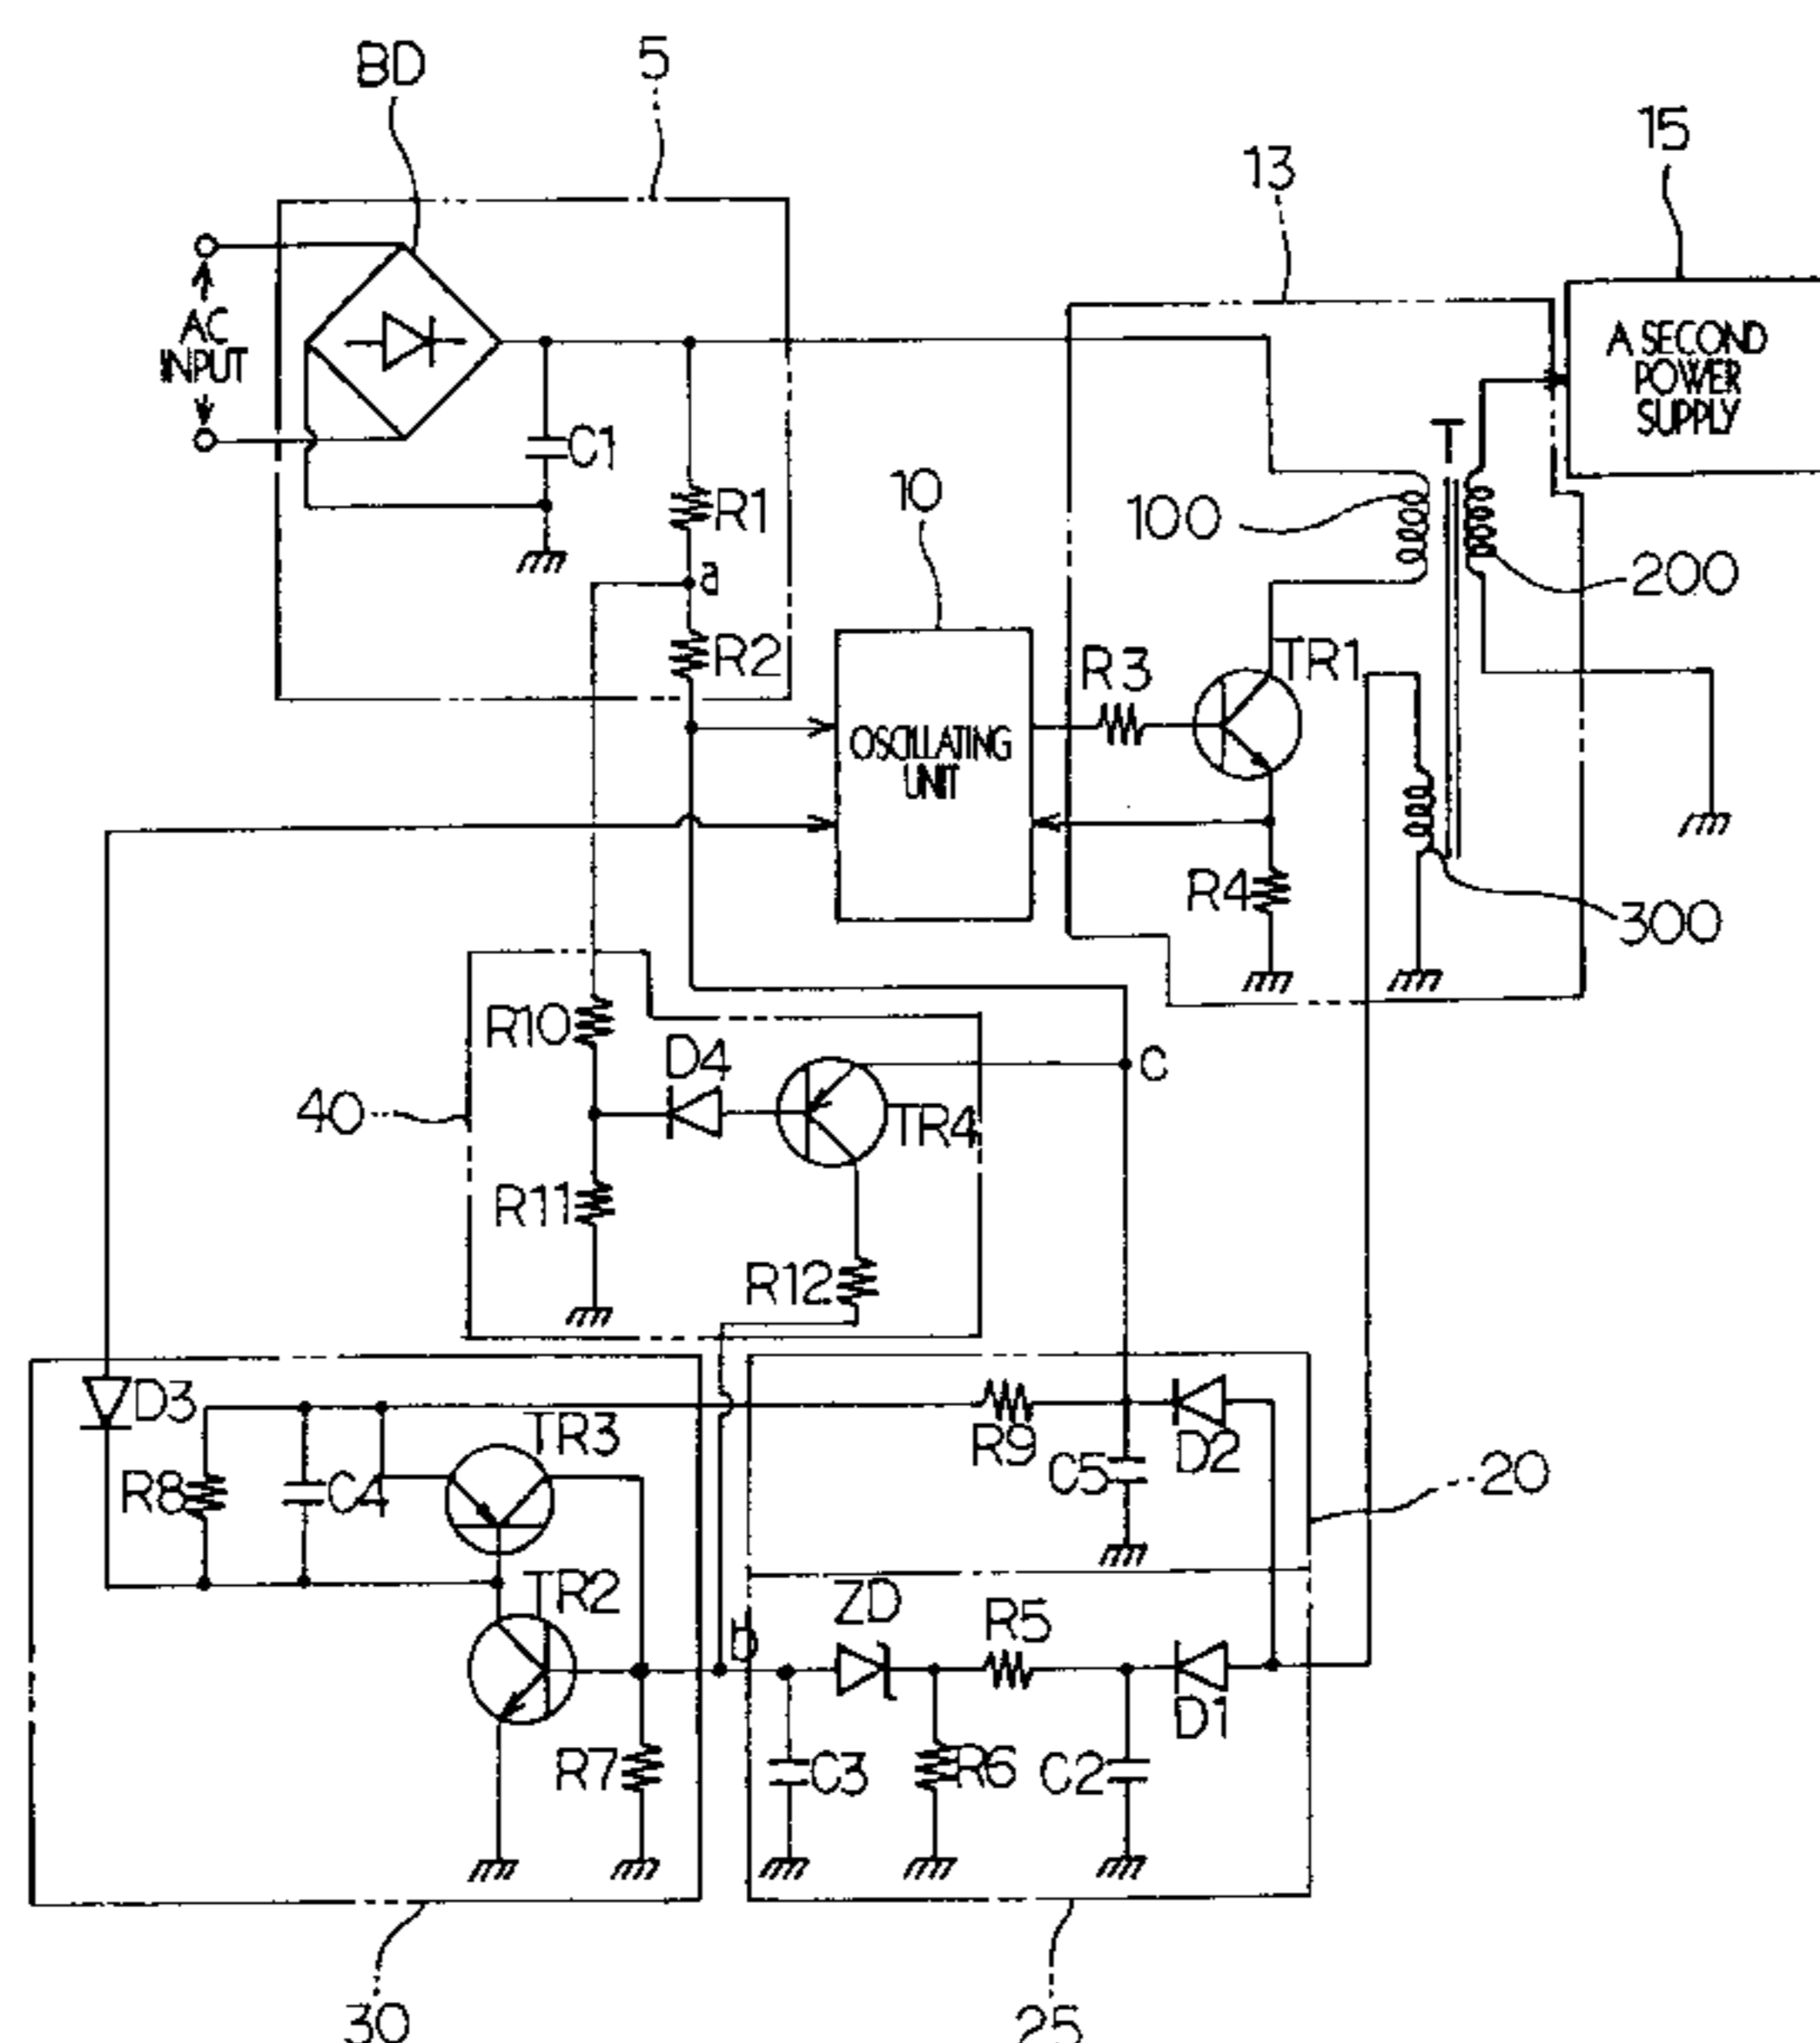 BD
5
15
13
AC
INPUT
A SECOND
POWER
SUPPLY
T
C1
10
R1
100
a
200
R2
TR1
R3
OSCILLATING
UNIT
R4
300
R10
D4
C
40
TR4
R11
R12
D3
TR3
R9
D2
R8
C4
C5
20
TR2
ZD
R5
b
D1
R7
C3
R6
C2
30
25